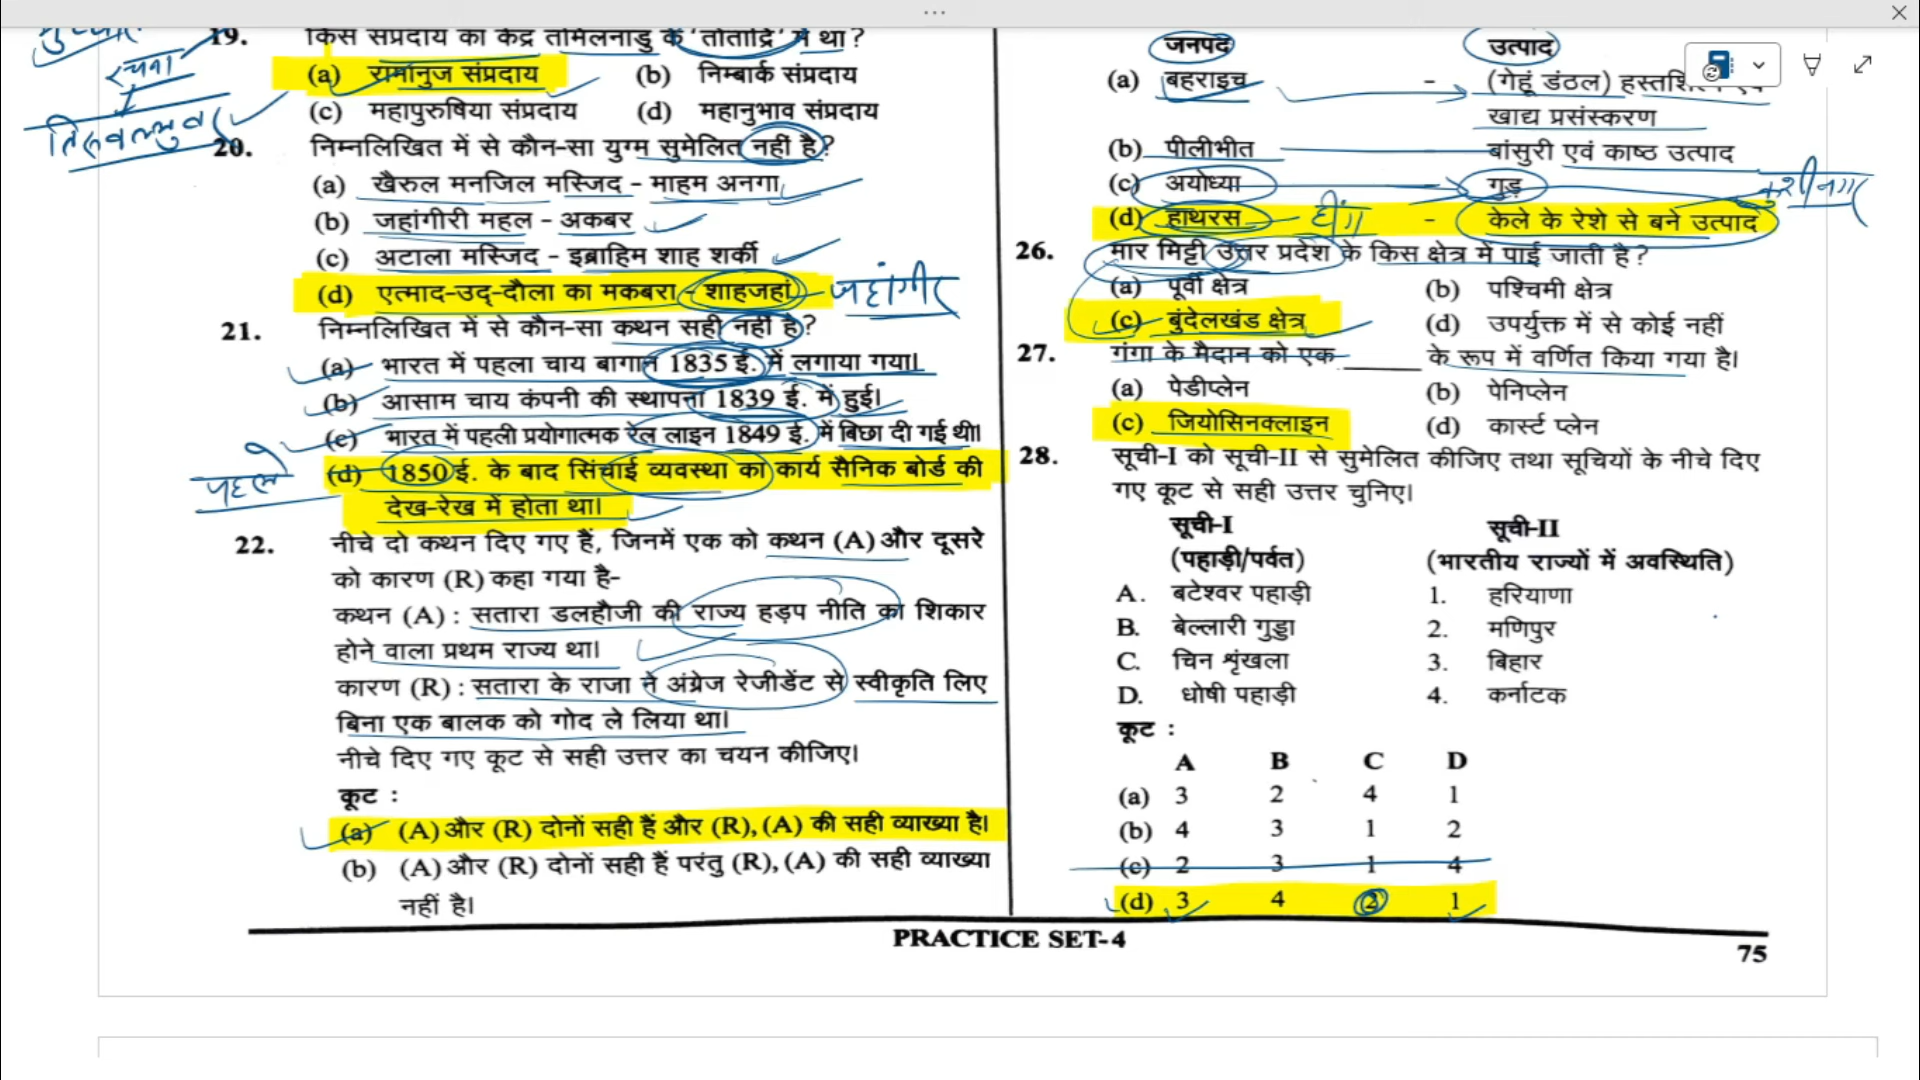 ...
19. किस संप्रदाय का केंद्र तमिलनाडु के 'तोताद्रि' में था?
रचना
(a) रामानुज संप्रदाय (b) निम्बार्क संप्रदाय
(c) महापुरुषिया संप्रदाय (d) महानुभाव संप्रदाय
20. निम्नलिखित में से कौन-सा युग्म सुमेलित नहीं है?
(a) खैरुल मनजिल मस्जिद - माहम अनगा
(b) जहांगीरी महल - अकबर
(c) अटाला मस्जिद - इब्राहिम शाह शर्की
(d) एत्माद-उद्-दौला का मकबरा - शाहजहां जहांगीर
21. निम्नलिखित में से कौन-सा कथन सही नहीं है?
(a) भारत में पहला चाय बागान 1835 ई. में लगाया गया।
(b) आसाम चाय कंपनी की स्थापना 1839 ई. में हुई।
(c) भारत में पहली प्रयोगात्मक रेल लाइन 1849 ई. में बिछा दी गई थी।
पहले (d) 1850 ई. के बाद सिंचाई व्यवस्था का कार्य सैनिक बोर्ड की
देख-रेख में होता था।
22. नीचे दो कथन दिए गए हैं, जिनमें एक को कथन (A) और दूसरे
को कारण (R) कहा गया है-
कथन (A) : सतारा डलहौजी की राज्य हड़प नीति का शिकार
होने वाला प्रथम राज्य था।
कारण (R) : सतारा के राजा ने अंग्रेज रेजीडेंट से स्वीकृति लिए
बिना एक बालक को गोद ले लिया था।
नीचे दिए गए कूट से सही उत्तर का चयन कीजिए।
कूट :
(a) (A) और (R) दोनों सही हैं और (R), (A) की सही व्याख्या है।
(b) (A) और (R) दोनों सही हैं परंतु (R), (A) की सही व्याख्या
नहीं है।
जनपद उत्पाद
(a) बहराइच - (गेहूं डंठल)
खाद्य प्रसंस्करण
(b) पीलीभीत बांसुरी एवं काष्ठ उत्पाद
(c) अयोध्या गुड़ कुशीनगर
(d) हाथरस - हींग - केले के रेशे से बने उत्पाद
26. मार मिट्टी उत्तर प्रदेश के किस क्षेत्र में पाई जाती है?
(a) पूर्वी क्षेत्र (b) पश्चिमी क्षेत्र
(c) बुंदेलखंड क्षेत्र (d) उपर्युक्त में से कोई नहीं
27. गंगा के मैदान को एक ______ के रूप में वर्णित किया गया है।
(a) पेडीप्लेन (b) पेनिप्लेन
(c) जियोसिनक्लाइन (d) कार्स्ट प्लेन
28. सूची-I को सूची-II से सुमेलित कीजिए तथा सूचियों के नीचे दिए
गए कूट से सही उत्तर चुनिए।
सूची-I सूची-II
(पहाड़ी/पर्वत) (भारतीय राज्यों में अवस्थिति)
A. बटेश्वर पहाड़ी 1. हरियाणा
B. बेल्लारी गुड्डा 2. मणिपुर
C. चिन श्रृंखला 3. बिहार
D. धोषी पहाड़ी 4. कर्नाटक
कूट :
A B C D
(a) 3 2 4 1
(b) 4 3 1 2
(c) 2 3 1 4
(d) 3 4 2 1
PRACTICE SET-4
75